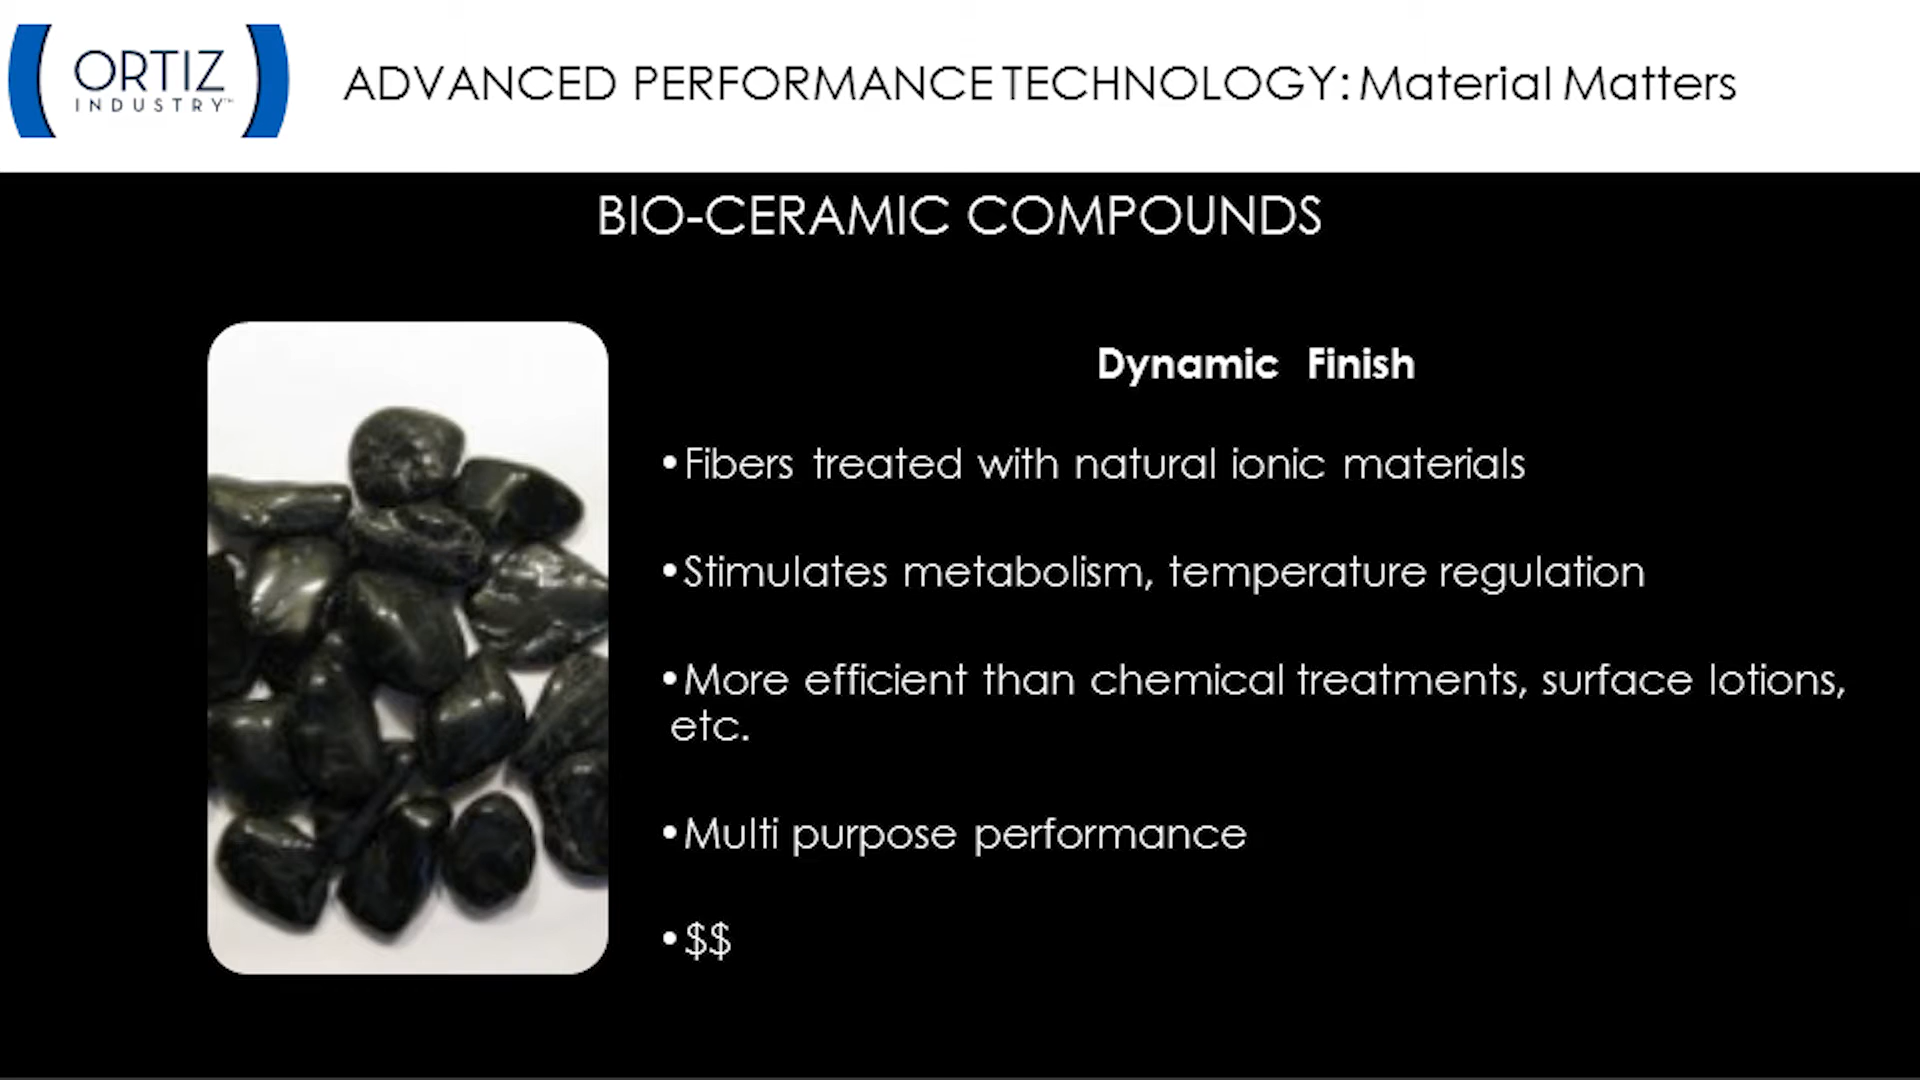 ORTIZ
INDUSTRY™
ADVANCED PERFORMANCE TECHNOLOGY: Material Matters
BIO-CERAMIC COMPOUNDS
Dynamic Finish
•Fibers treated with natural ionic materials
•Stimulates metabolism, temperature regulation
•More efficient than chemical treatments, surface lotions,
etc.
•Multi purpose performance
•$$